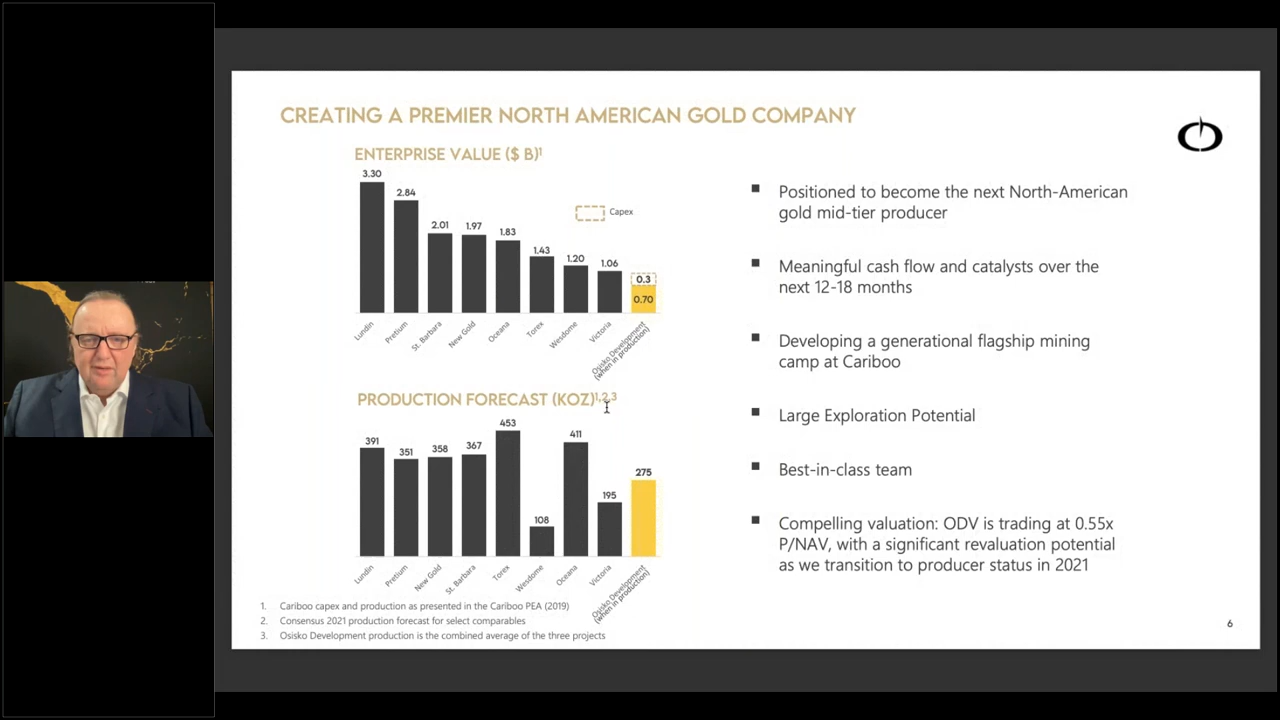 CREATING A PREMIER NORTH AMERICAN GOLD COMPANY
ENTERPRISE VALUE ($ B)¹
3.30
2.84
2.01
1.97
1.83
1.43
1.20
1.06
0.3
0.70
Capex
Lundin
Pretium
St. Barbara
New Gold
Oceana
Torex
Wesdome
Victoria
Osisko Development
(when in production)
PRODUCTION FORECAST (KOZ)¹,²,³
391
351
358
367
453
108
411
195
275
Lundin
Pretium
New Gold
St. Barbara
Torex
Wesdome
Oceana
Victoria
Osisko Development
(when in production)
1. Cariboo capex and production as presented in the Cariboo PEA (2019)
2. Consensus 2021 production forecast for select comparables
3. Osisko Development production is the combined average of the three projects
■ Positioned to become the next North-American
gold mid-tier producer
■ Meaningful cash flow and catalysts over the
next 12-18 months
■ Developing a generational flagship mining
camp at Cariboo
■ Large Exploration Potential
■ Best-in-class team
■ Compelling valuation: ODV is trading at 0.55x
P/NAV, with a significant revaluation potential
as we transition to producer status in 2021
6